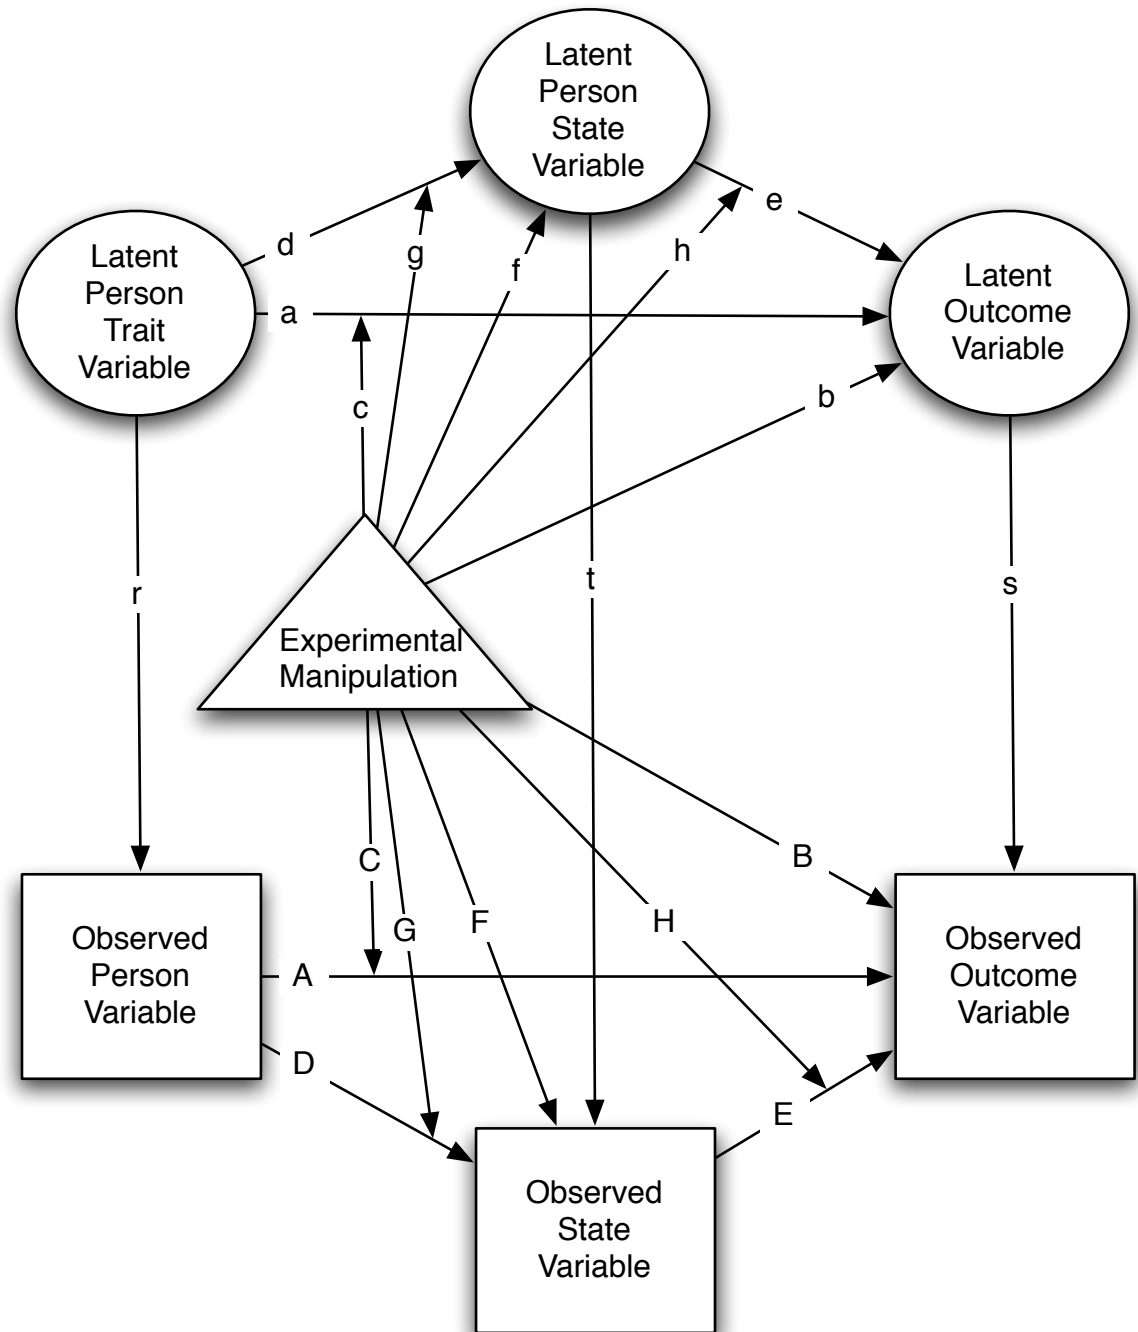 Latent
Person
State
Variable
Latent
Person
Trait
Variable
Latent
Outcome
Variable
d
g
f
h
e
a
c
b
r
t
s
Experimental
Manipulation
C
G
F
H
B
A
D
E
Observed
Person
Variable
Observed
Outcome
Variable
Observed
State
Variable